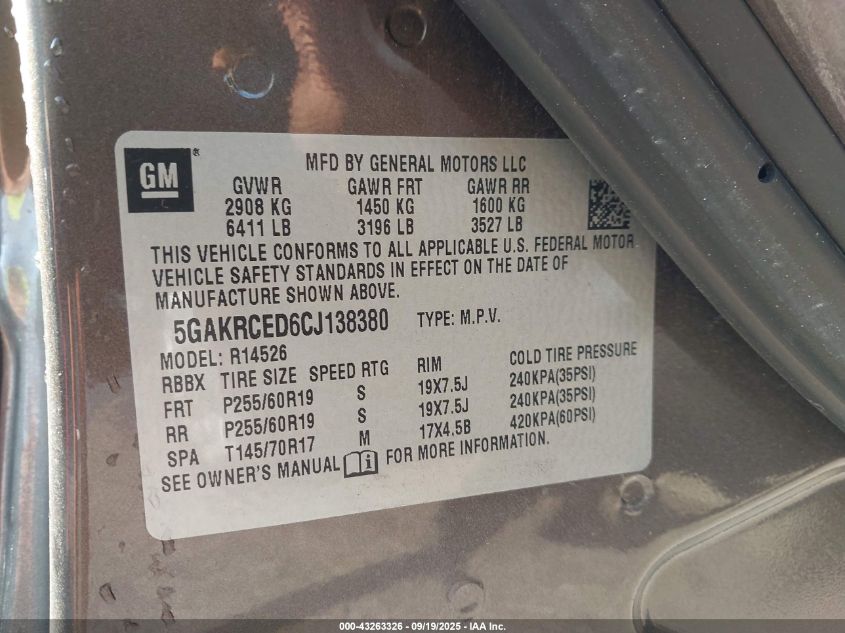 GM
MFD BY GENERAL MOTORS LLC
GVWR GAWR FRT GAWR RR
2908 KG 1450 KG 1600 KG
6411 LB 3196 LB 3527 LB
THIS VEHICLE CONFORMS TO ALL APPLICABLE U.S. FEDERAL MOTOR
VEHICLE SAFETY STANDARDS IN EFFECT ON THE DATE OF
MANUFACTURE SHOWN ABOVE.
5GAKRCED6CJ138380 TYPE: M.P.V.
MODEL: R14526
RBBX TIRE SIZE SPEED RTG RIM COLD TIRE PRESSURE
FRT P255/60R19 S 19X7.5J 240KPA(35PSI)
RR P255/60R19 S 19X7.5J 240KPA(35PSI)
SPA T145/70R17 M 17X4.5B 420KPA(60PSI)
SEE OWNER'S MANUAL i FOR MORE INFORMATION.
000-43263326 - 09/19/2025 - IAA Inc.